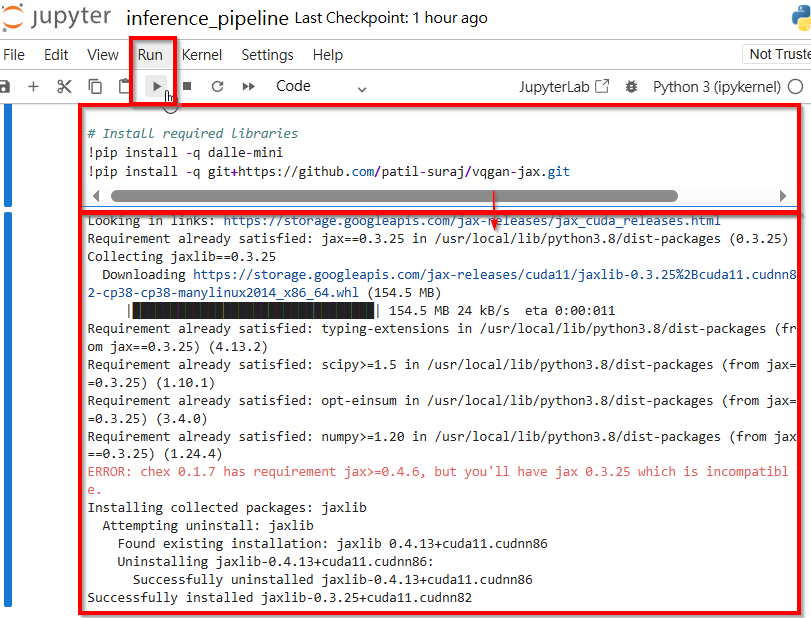 jupyter inference_pipeline Last Checkpoint: 1 hour ago
File Edit View Run Kernel Settings Help Not Truste
Code JupyterLab Python 3 (ipykernel)
# Install required libraries
!pip install -q dalle-mini
!pip install -q git+https://github.com/patil-suraj/vqgan-jax.git
Looking in links: https://storage.googleapis.com/jax-releases/jax_cuda_releases.html
Requirement already satisfied: jax==0.3.25 in /usr/local/lib/python3.8/dist-packages (0.3.25)
Collecting jaxlib==0.3.25
Downloading https://storage.googleapis.com/jax-releases/cuda11/jaxlib-0.3.25%2Bcuda11.cudnn8
2-cp38-cp38-manylinux2014_x86_64.whl (154.5 MB)
| 154.5 MB 24 kB/s eta 0:00:011
Requirement already satisfied: typing-extensions in /usr/local/lib/python3.8/dist-packages (fr
om jax==0.3.25) (4.13.2)
Requirement already satisfied: scipy>=1.5 in /usr/local/lib/python3.8/dist-packages (from jax=
=0.3.25) (1.10.1)
Requirement already satisfied: opt-einsum in /usr/local/lib/python3.8/dist-packages (from jax=
=0.3.25) (3.4.0)
Requirement already satisfied: numpy>=1.20 in /usr/local/lib/python3.8/dist-packages (from jax
==0.3.25) (1.24.4)
ERROR: chex 0.1.7 has requirement jax>=0.4.6, but you'll have jax 0.3.25 which is incompatibl
e.
Installing collected packages: jaxlib
Attempting uninstall: jaxlib
Found existing installation: jaxlib 0.4.13+cuda11.cudnn86
Uninstalling jaxlib-0.4.13+cuda11.cudnn86:
Successfully uninstalled jaxlib-0.4.13+cuda11.cudnn86
Successfully installed jaxlib-0.3.25+cuda11.cudnn82